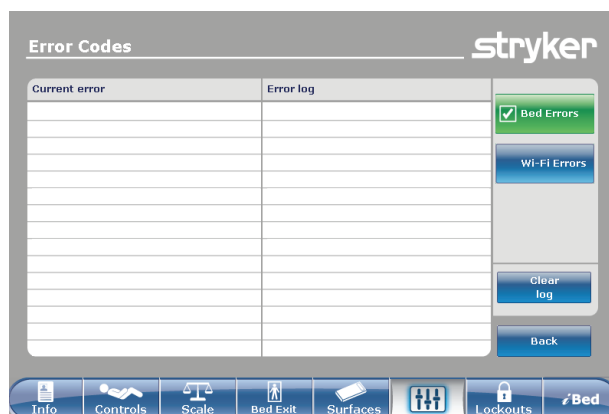 Error Codes
stryker
Current error
Error log
Bed Errors
Wi-Fi Errors
Clear
log
Back
Info
Controls
Scale
Bed Exit
Surfaces
Lockouts
iBed